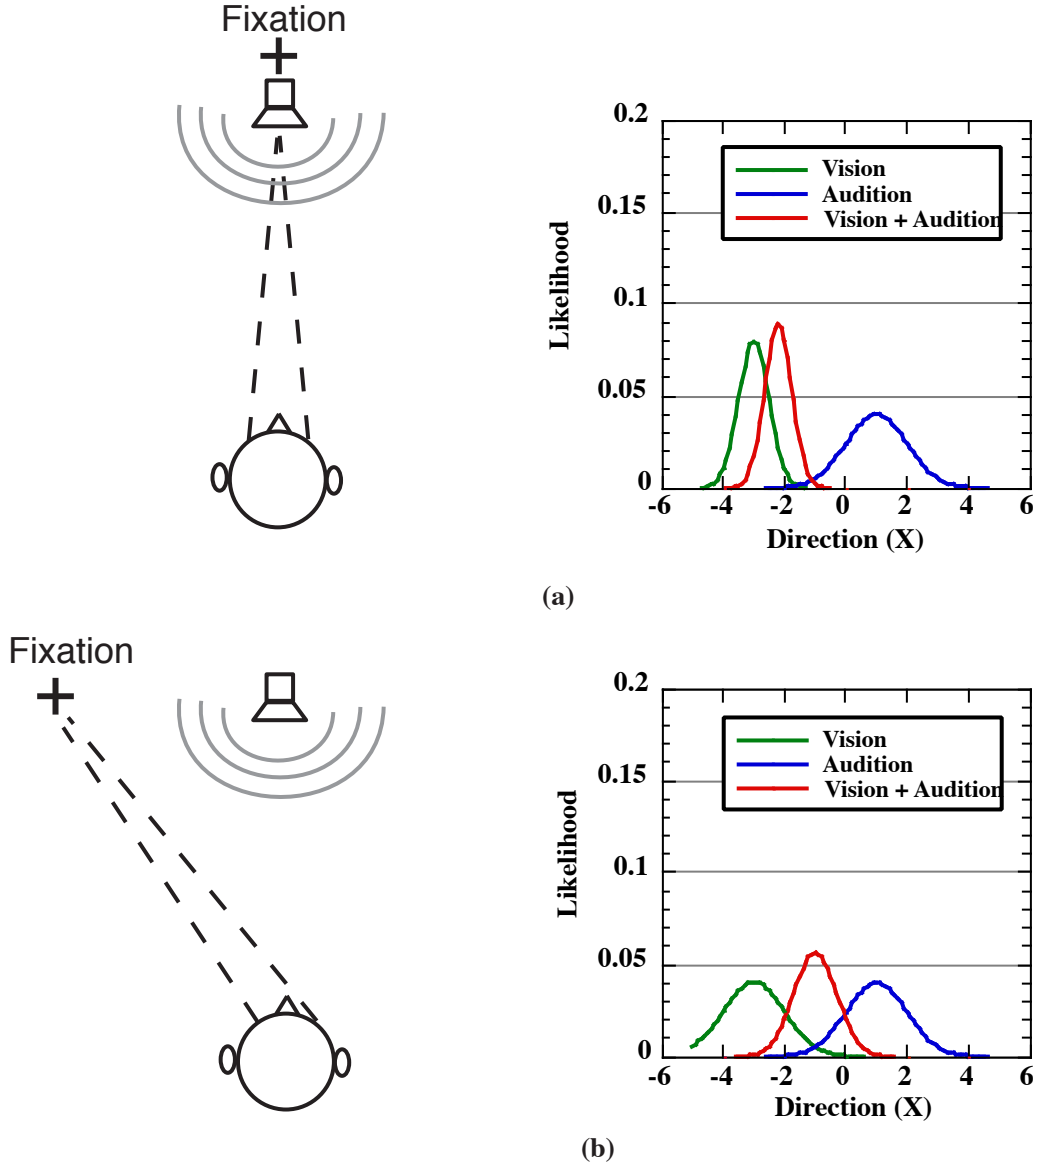 Fixation
0.2
0.15
0.1
0.05
0
Likelihood
Vision
Audition
Vision + Audition
-6 -4 -2 0 2 4 6
Direction (X)
(a)
Fixation
0.2
0.15
0.1
0.05
0
Likelihood
Vision
Audition
Vision + Audition
-6 -4 -2 0 2 4 6
Direction (X)
(b)